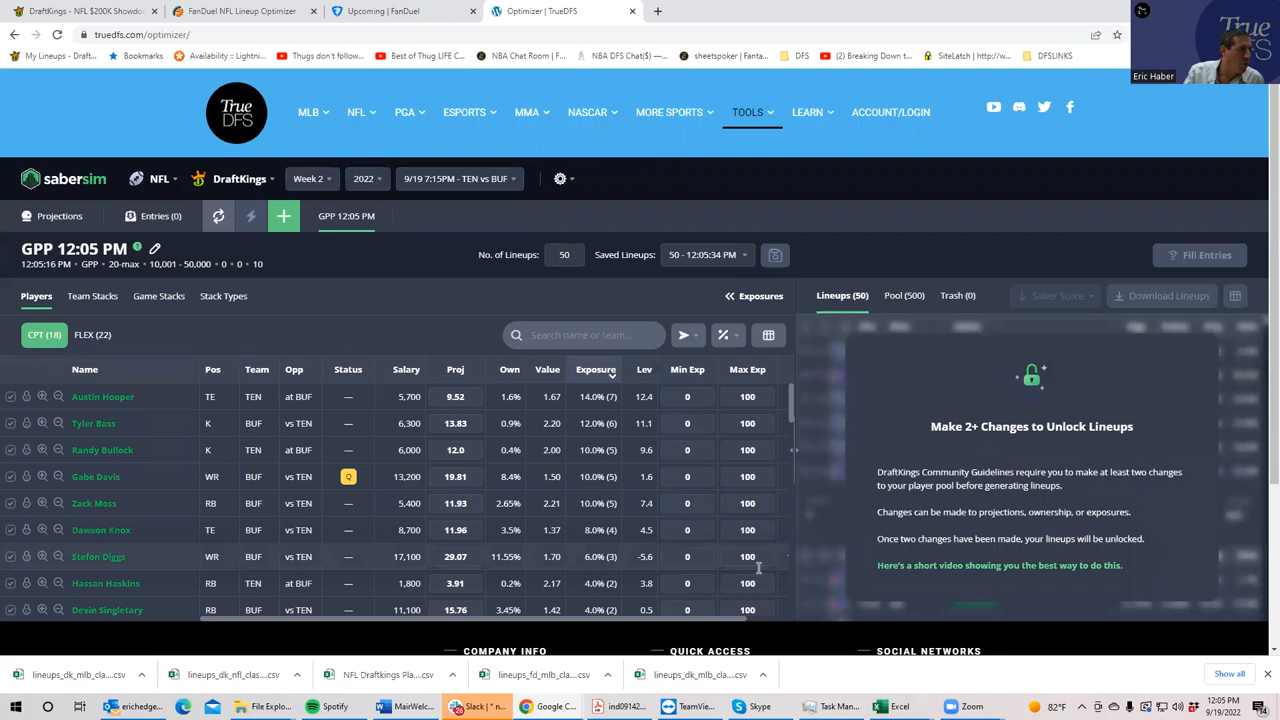 DraftKings - NFL $200K Showdo
FanDuel NFL Lineup Optimizer
Upcoming | FanDuel
Optimizer | TrueDFS
truedfs.com/optimizer/
My Lineups - Draft...
Bookmarks
Availability :: Lightni...
Thugs don't follow...
Best of Thug LIFE C...
NBA Chat Room | F...
NBA DFS Chat($) —...
sheetspoker | Fanta...
DFS
(2) Breaking Down t...
SiteLatch | http://w...
DFSLINKS
Eric Haber
TrueDFS
True DFS
MLB
NFL
PGA
ESPORTS
MMA
NASCAR
MORE SPORTS
TOOLS
LEARN
ACCOUNT/LOGIN
sabersim
NFL
DraftKings
Week 2
2022
9/19 7:15PM - TEN vs BUF
Projections
Entries (0)
GPP 12:05 PM
GPP 12:05 PM
12:05:16 PM • GPP • 20-max • 10,001 - 50,000 • 0 • 0 • 10
No. of Lineups: 50
Saved Lineups: 50 - 12:05:34 PM
Fill Entries
Players
Team Stacks
Game Stacks
Stack Types
Exposures
Lineups (50)
Pool (500)
Trash (0)
Saber Score
Download Lineups
CPT (18)
FLEX (22)
Search name or team...
Name Pos Team Opp Status Salary Proj Own Value Exposure Lev Min Exp Max Exp
Austin Hooper TE TEN at BUF — 5,700 9.52 1.6% 1.67 14.0% (7) 12.4 0 100
Tyler Bass K BUF vs TEN — 6,300 13.83 0.9% 2.20 12.0% (6) 11.1 0 100
Randy Bullock K TEN at BUF — 6,000 12.0 0.4% 2.00 10.0% (5) 9.6 0 100
Gabe Davis WR BUF vs TEN Q 13,200 19.81 8.4% 1.50 10.0% (5) 1.6 0 100
Zack Moss RB BUF vs TEN — 5,400 11.93 2.65% 2.21 10.0% (5) 7.4 0 100
Dawson Knox TE BUF vs TEN — 8,700 11.96 3.5% 1.37 8.0% (4) 4.5 0 100
Stefon Diggs WR BUF vs TEN — 17,100 29.07 11.55% 1.70 6.0% (3) -5.6 0 100
Hassan Haskins RB TEN at BUF — 1,800 3.91 0.2% 2.17 4.0% (2) 3.8 0 100
Devin Singletary RB BUF vs TEN — 11,100 15.76 3.45% 1.42 4.0% (2) 0.5 0 100
Make 2+ Changes to Unlock Lineups
DraftKings Community Guidelines require you to make at least two changes
to your player pool before generating lineups.
Changes can be made to projections, ownership, or exposures.
Once two changes have been made, your lineups will be unlocked.
Here's a short video showing you the best way to do this.
COMPANY INFO
QUICK ACCESS
SOCIAL NETWORKS
lineups_dk_mlb_cla....csv
lineups_dk_nfl_clas....csv
NFL Draftkings Pla....csv
lineups_fd_mlb_cla....csv
lineups_dk_mlb_cla....csv
Show all
erichedge...
File Explo...
Spotify
MairWelc...
Slack | * n...
Google C...
ind09142...
TeamVie...
Skype
Task Man...
Excel
Zoom
82°F
12:05 PM
9/19/2022